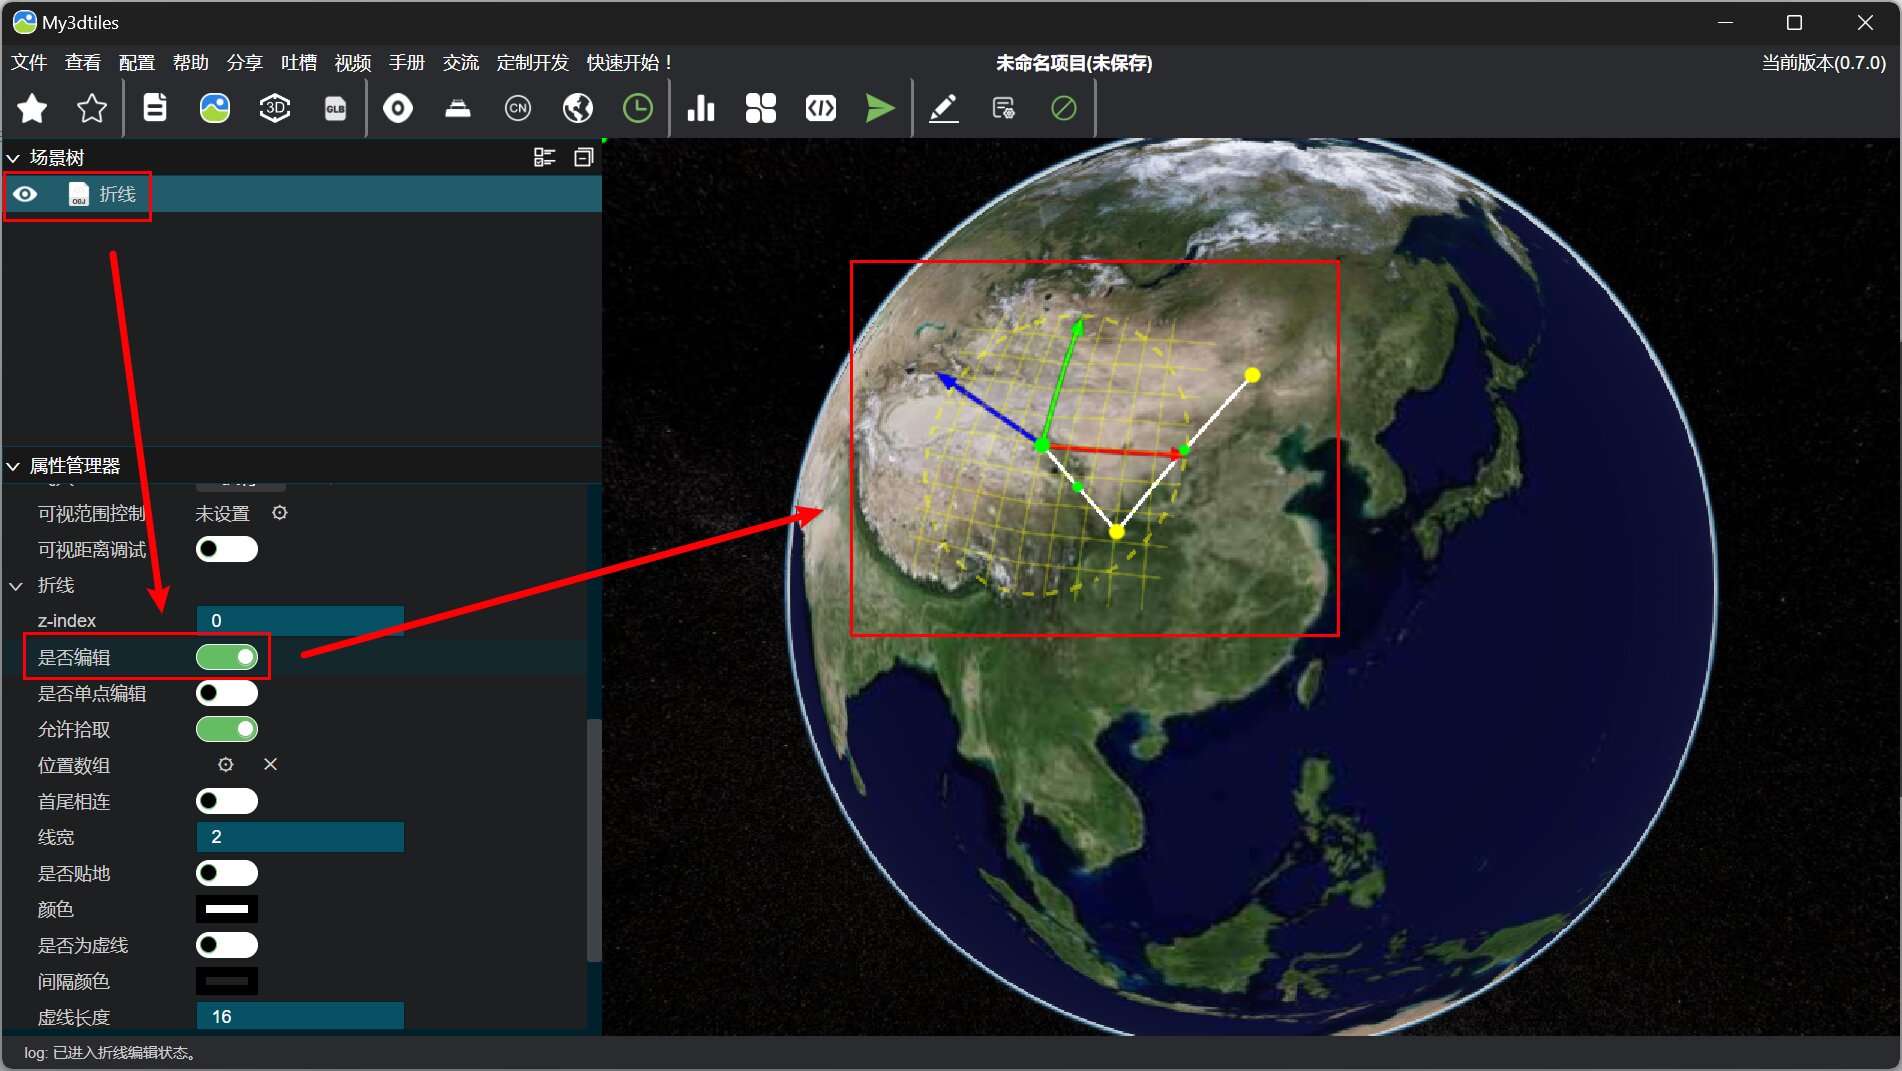 My3dtiles
文件 查看 配置 帮助 分享 吐槽 视频 手册 交流 定制开发 快速开始！
未命名项目(未保存)
当前版本(0.7.0)
3D
GLB
CN
场景树
OBJ 折线
属性管理器
可视范围控制 未设置
可视距离调试
折线
z-index 0
是否编辑
是否单点编辑
允许拾取
位置数组
首尾相连
线宽 2
是否贴地
颜色
是否为虚线
间隔颜色
虚线长度 16
log: 已进入折线编辑状态。